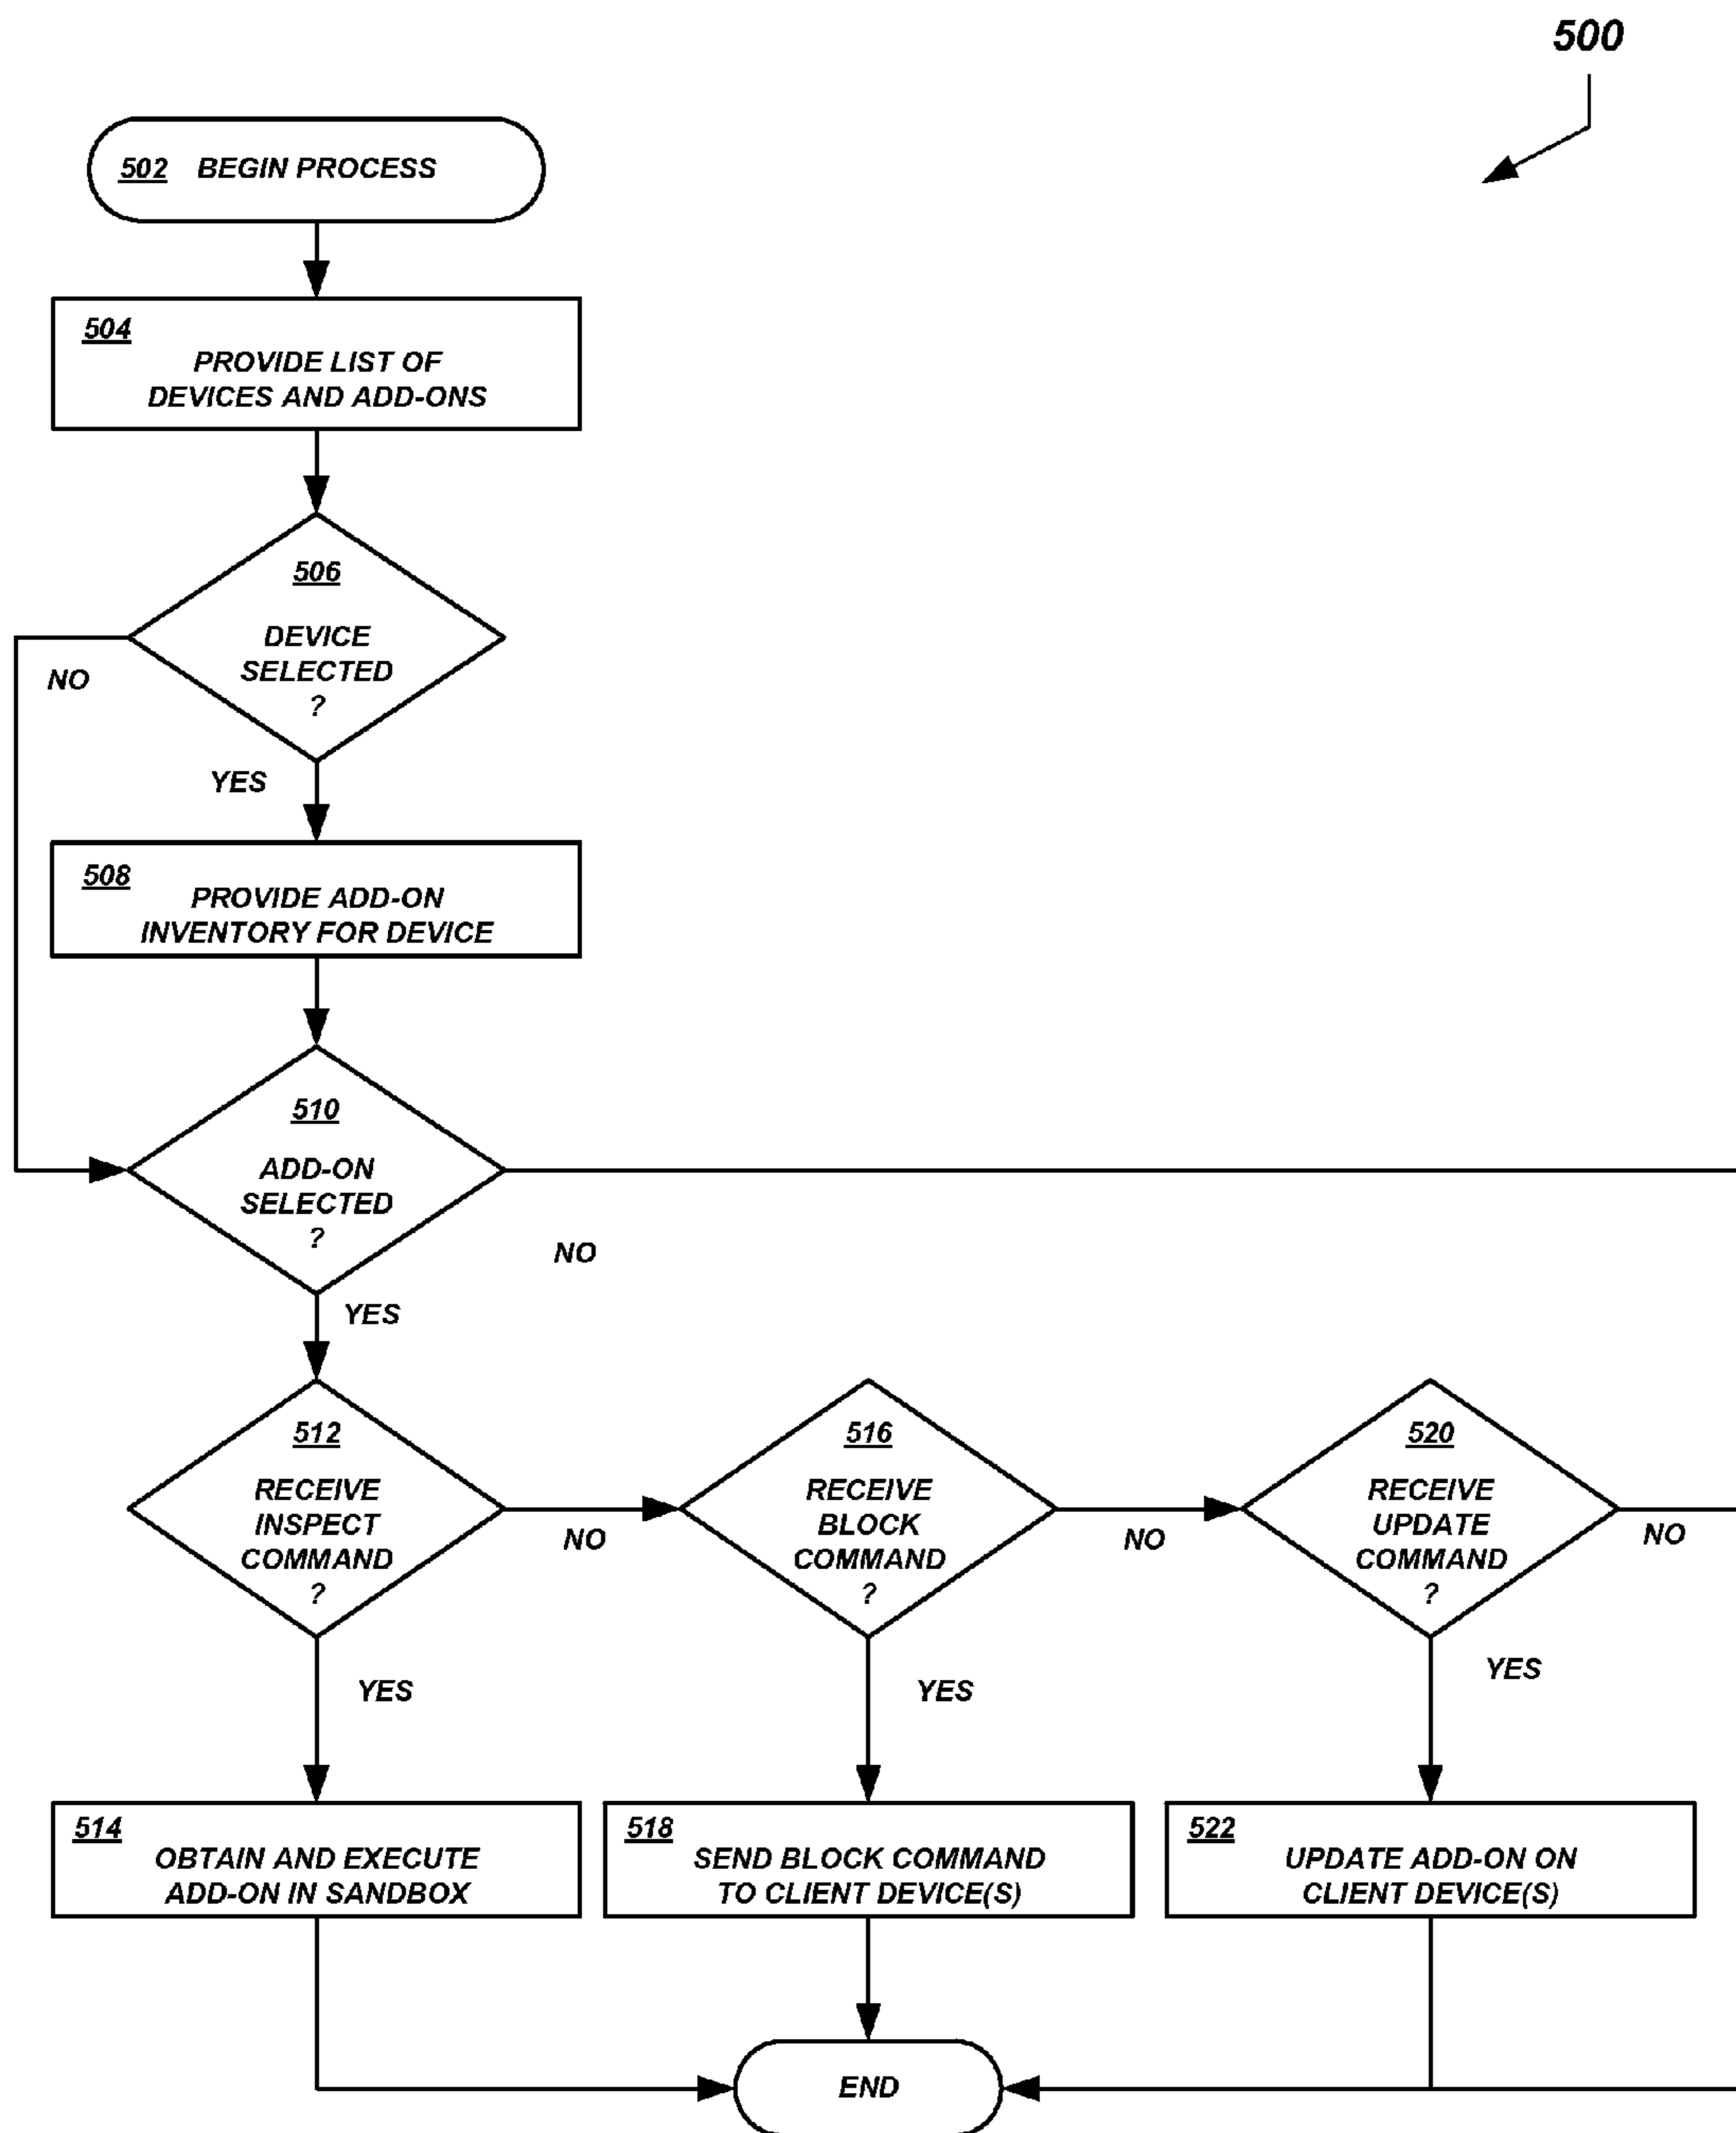 500
502 BEGIN PROCESS
504
PROVIDE LIST OF
DEVICES AND ADD-ONS
506
DEVICE
SELECTED
?
NO
YES
508
PROVIDE ADD-ON
INVENTORY FOR DEVICE
510
ADD-ON
SELECTED
?
NO
YES
512
RECEIVE
INSPECT
COMMAND
?
NO
YES
516
RECEIVE
BLOCK
COMMAND
?
NO
YES
520
RECEIVE
UPDATE
COMMAND
?
NO
YES
514
OBTAIN AND EXECUTE
ADD-ON IN SANDBOX
518
SEND BLOCK COMMAND
TO CLIENT DEVICE(S)
522
UPDATE ADD-ON ON
CLIENT DEVICE(S)
END